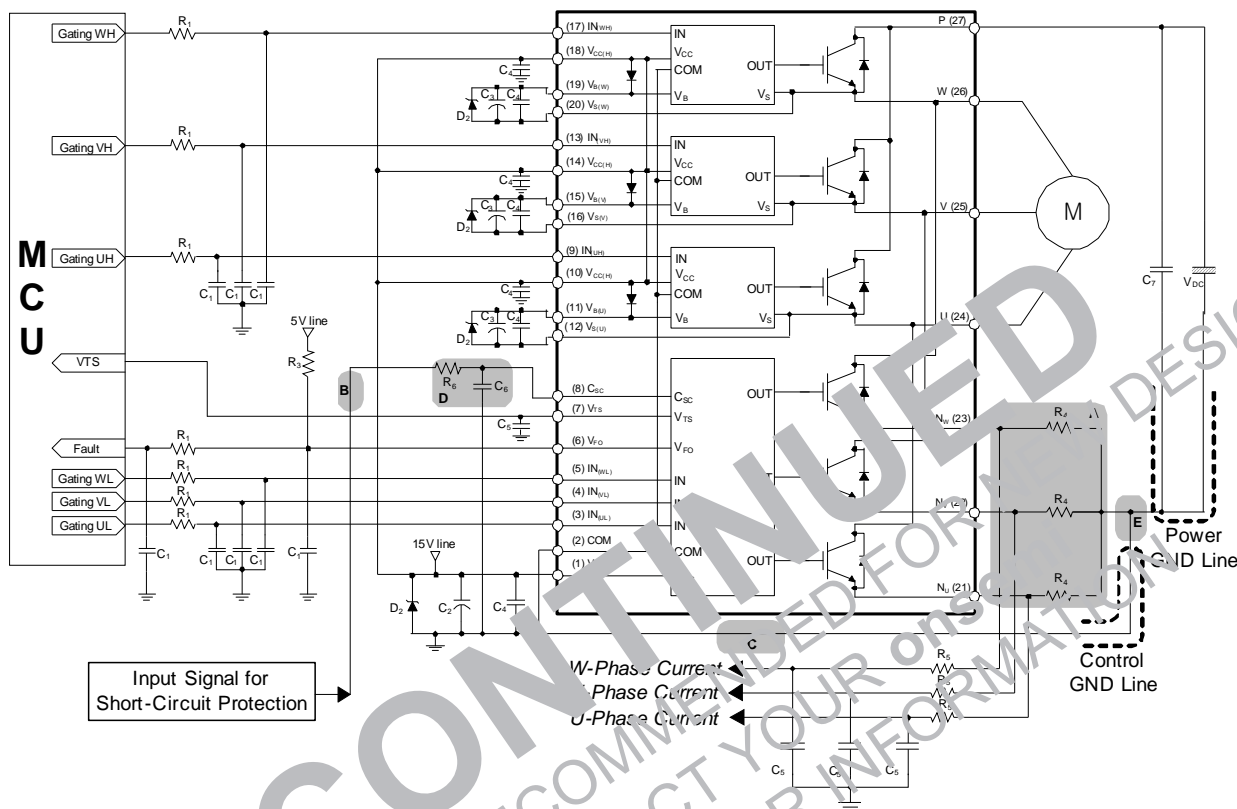 MCU
Gating WH
R1
(17) IN(WH)
IN
P (27)
(18) VCC(H)
VCC
COM
OUT
C4
(19) VB(W)
VB
VS
W (26)
D2
C3
C4
(20) VS(W)
Gating VH
R1
(13) IN(VH)
IN
(14) VCC(H)
VCC
COM
OUT
C4
(15) VB(V)
VB
VS
V (25)
M
D2
C3
C4
(16) VS(V)
Gating UH
R1
(9) IN(UH)
IN
(10) VCC(H)
VCC
COM
OUT
C4
C1
C1
C1
C7
VDC
(11) VB(U)
VB
VS
U (24)
D2
C3
C4
(12) VS(U)
5V line
R3
VTS
B
R6
D
C6
(8) CSC
CSC
OUT
(7) VTS
VTS
C5
NW (23)
R4
Fault
R1
(6) VFO
VFO
Gating WL
R1
(5) IN(WL)
IN
Gating VL
R1
(4) IN(VL)
R4
E
Gating UL
R1
(3) IN(UL)
IN
Power
GND Line
(2) COM
COM
OUT
C1
C1
C1
C1
C1
15V line
(1)
NU (21)
R4
D2
C2
C4
C
Control
GND Line
Input Signal for
Short-Circuit Protection
W-Phase Current
R5
-Phase Current
R5
U-Phase Current
R5
C5
C5
C5
CONTINUED
DESIG
FOR NEW
YOUR onse
INFORMATION